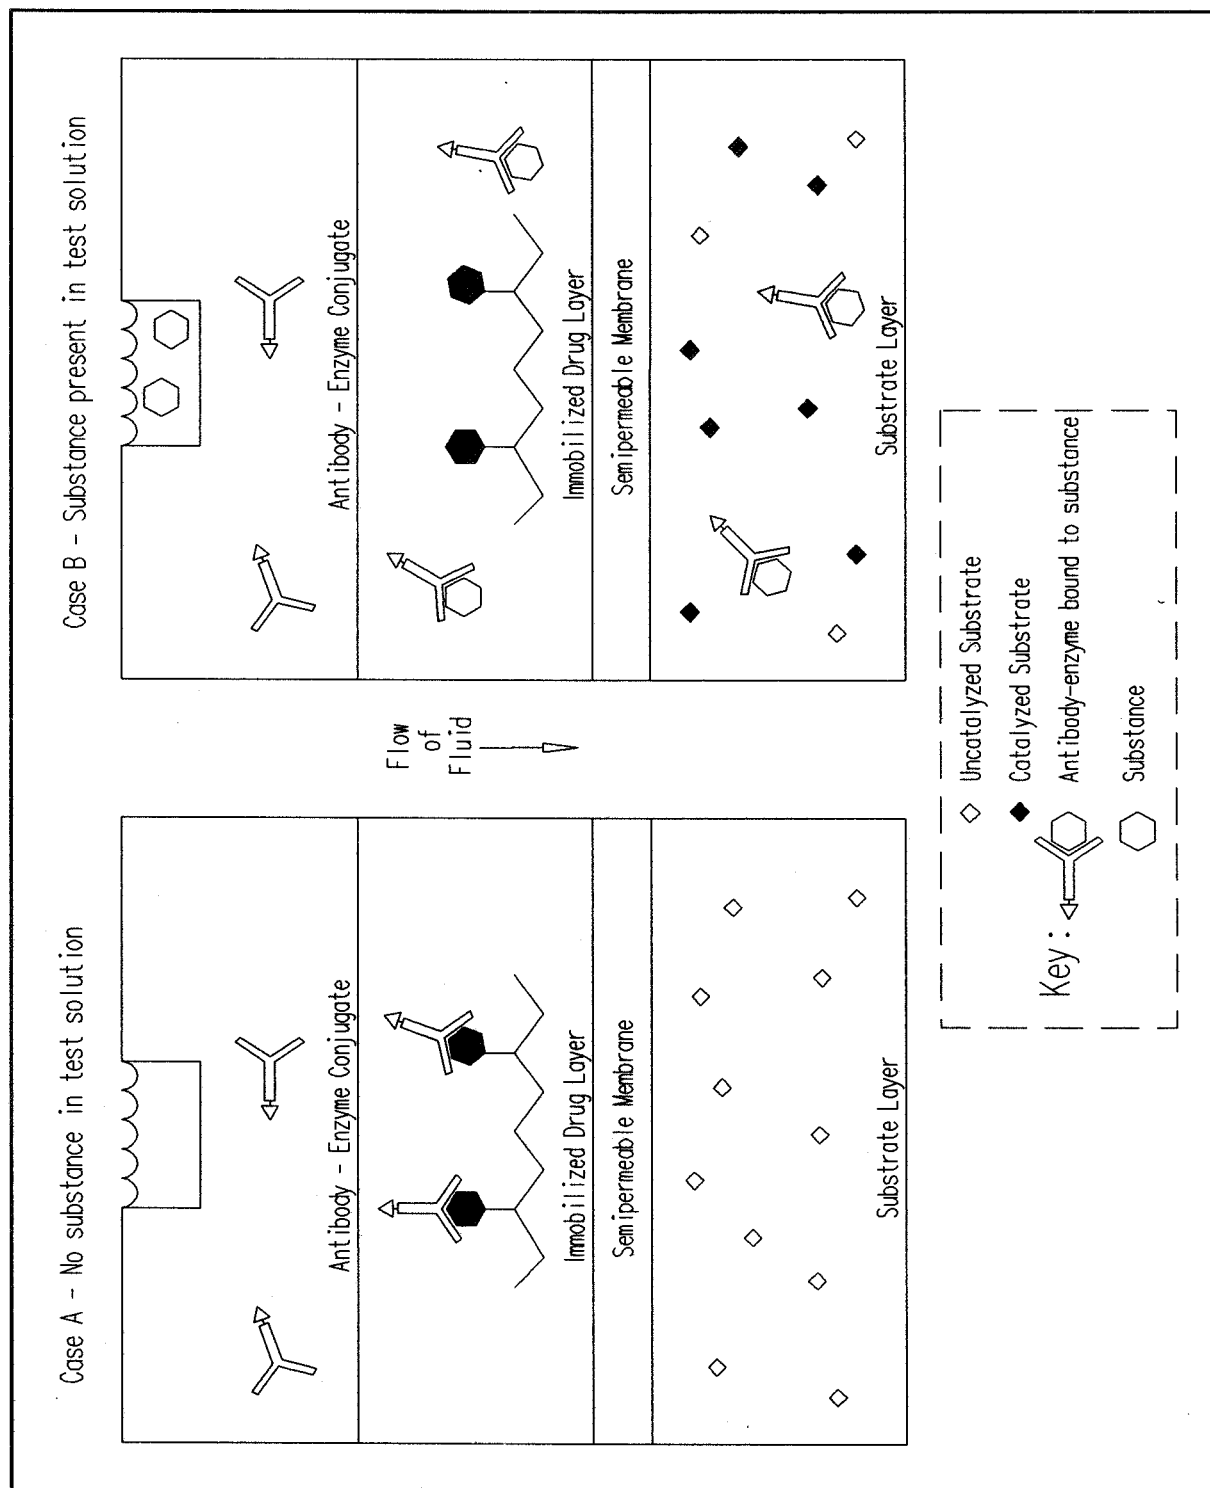 Case A - No substance in test solution
Antibody - Enzyme Conjugate
Immobilized Drug Layer
Semipermeable Membrane
Substrate Layer
Flow
of
Fluid
Case B - Substance present in test solution
Antibody - Enzyme Conjugate
Immobilized Drug Layer
Semipermeable Membrane
Substrate Layer
Key:
Uncatalyzed Substrate
Catalyzed Substrate
Antibody-enzyme bound to substance
Substance